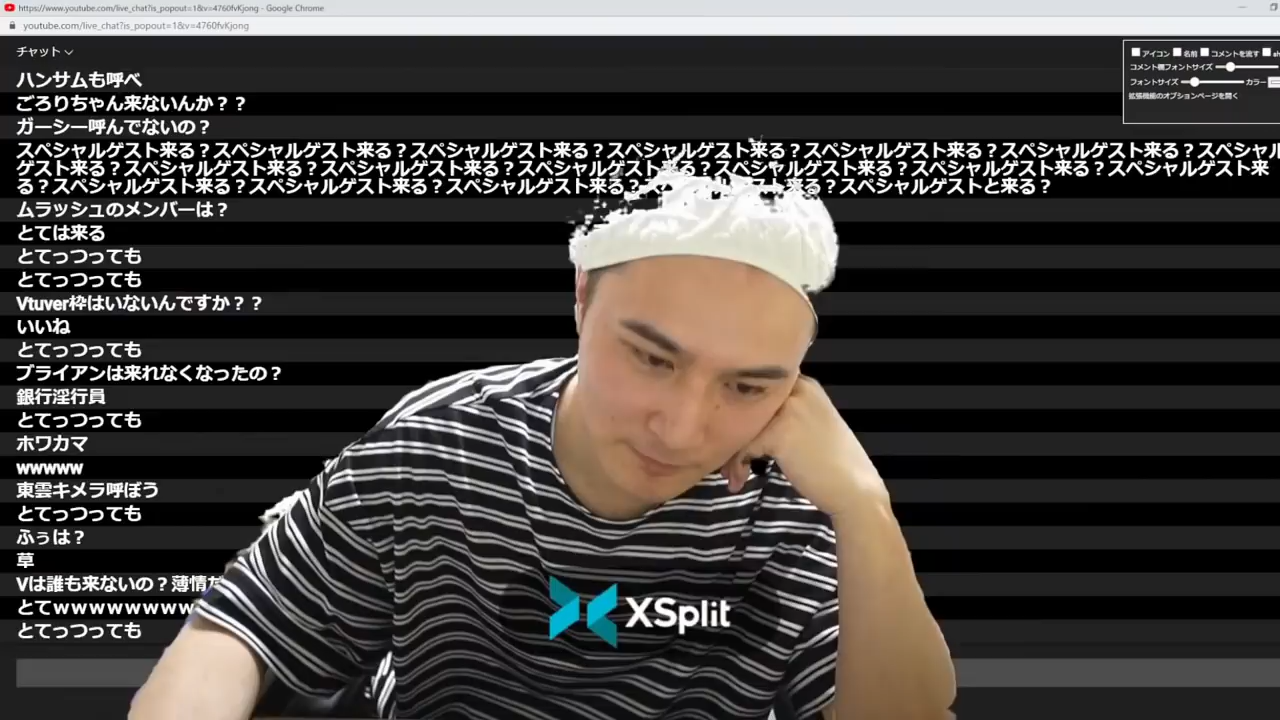 https://www.youtube.com/live_chat?is_popout=1&v=4760fvKjong - Google Chrome
youtube.com/live_chat?is_popout=1&v=4760fvKjong
チャット
アイコン 名前 コメントを流す
コメント欄フォントサイズ
フォントサイズ カラー
拡張機能のオプションページを開く
ハンサムも呼べ
ごろりちゃん来ないんか？？
ガーシー呼んでないの？
スペシャルゲスト来る？スペシャルゲスト来る？スペシャルゲスト来る？スペシャルゲスト来る？スペシャルゲスト来る？スペシャルゲスト来る？スペシャル
ゲスト来る？スペシャルゲスト来る？スペシャルゲスト来る？スペシャルゲスト来る？スペシャルゲスト来る？スペシャルゲスト来る？スペシャルゲスト来
る？スペシャルゲスト来る？スペシャルゲスト来る？スペシャルゲスト来る？スペシャルゲスト来る？スペシャルゲストと来る？
ムラッシュのメンバーは？
とては来る
とてっつっても
とてっつっても
Vtuver枠はいないんですか？？
いいね
とてっつっても
ブライアンは来れなくなったの？
銀行淫行員
とてっつっても
ホワカマ
wwwww
東雲キメラ呼ぼう
とてっつっても
ふぅは？
草
Vは誰も来ないの？薄情だ
とてｗｗｗｗｗｗｗｗ
とてっつっても
XSplit